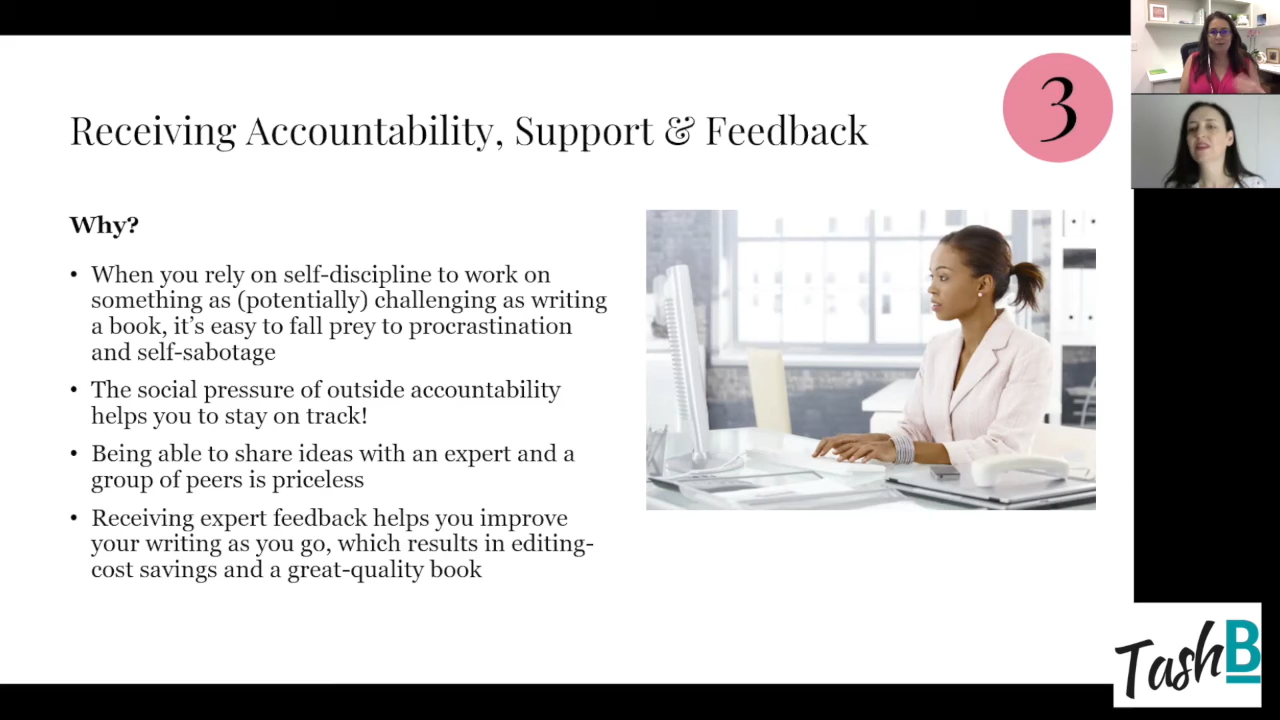 3
Receiving Accountability, Support & Feedback
Why?
• When you rely on self-discipline to work on
something as (potentially) challenging as writing
a book, it’s easy to fall prey to procrastination
and self-sabotage
• The social pressure of outside accountability
helps you to stay on track!
• Being able to share ideas with an expert and a
group of peers is priceless
• Receiving expert feedback helps you improve
your writing as you go, which results in editing-
cost savings and a great-quality book
TashB